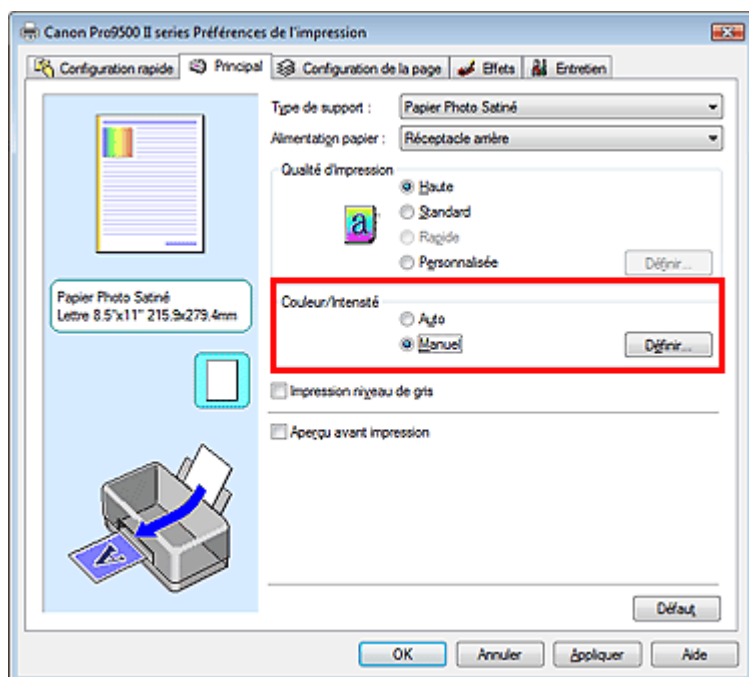 Canon Pro9500 II series Préférences de l'impression
Configuration rapide Principal Configuration de la page Effets Entretien
Type de support : Papier Photo Satiné
Alimentation papier : Réceptacle arrière
Qualité d'impression
Haute
a Standard
Rapide
Personnalisée Définir...
Papier Photo Satiné
Lettre 8.5"x11" 215.9x279.4mm
Couleur/Intensité
Auto
Manuel Définir...
Impression niveau de gris
Aperçu avant impression
A
Défaut
OK Annuler Appliquer Aide